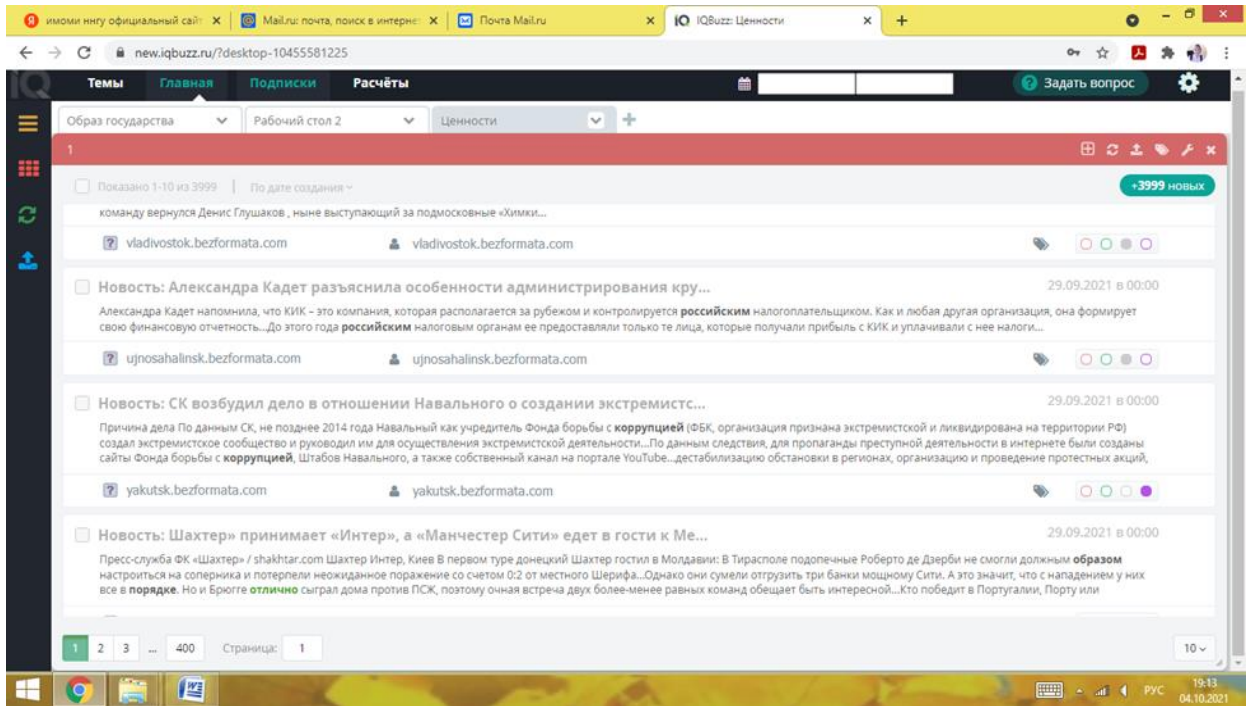 имоми ннгу официальный сай
Mail.ru: почта, поиск в интерне
Почта Mail.ru
IQBuzz: Ценности
new.iqbuzz.ru/?desktop-10455581225
IQ
Темы Главная Подписки Расчёты
Задать вопрос
Образ государства Рабочий стол 2 Ценности
1
Показано 1-10 из 3999 По дате создания
+3999 новых
команду вернулся Денис Глушаков , ныне выступающий за подмосковные «Химки...
vladivostok.bezformata.com vladivostok.bezformata.com
Новость: Александра Кадет разъяснила особенности администрирования кру... 29.09.2021 в 00:00
Александра Кадет напомнила, что КИК – это компания, которая располагается за рубежом и контролируется российским налогоплательщиком. Как и любая другая организация, она формирует
свою финансовую отчетность...До этого года российским налоговым органам ее предоставляли только те лица, которые получали прибыль с КИК и уплачивали с нее налоги...
ujnosahalinsk.bezformata.com ujnosahalinsk.bezformata.com
Новость: СК возбудил дело в отношении Навального о создании экстремистс... 29.09.2021 в 00:00
Причина дела По данным СК, не позднее 2014 года Навальный как учредитель Фонда борьбы с коррупцией (ФБК, организация признана экстремистской и ликвидирована на территории РФ)
создал экстремистское сообщество и руководил им для осуществления экстремистской деятельности...По данным следствия, для пропаганды преступной деятельности в интернете были созданы
сайты Фонда борьбы с коррупцией, Штабов Навального, а также собственный канал на портале YouTube...дестабилизацию обстановки в регионах, организацию и проведение протестных акций,
yakutsk.bezformata.com yakutsk.bezformata.com
Новость: Шахтер» принимает «Интер», а «Манчестер Сити» едет в гости к Ме... 29.09.2021 в 00:00
Пресс-служба ФК «Шахтер» / shakhtar.com Шахтер Интер, Киев В первом туре донецкий Шахтер гостил в Молдавии: В Тирасполе подопечные Роберто де Дзерби не смогли должным образом
настроиться на соперника и потерпели неожиданное поражение со счетом 0:2 от местного Шерифа...Однако они сумели отгрузить три банки мощному Сити. А это значит, что с нападением у них
все в порядке. Но и Брюгге отлично сыграл дома против ПСЖ, поэтому очная встреча двух более-менее равных команд обещает быть интересной...Кто победит в Португалии, Порту или
1 2 3 ... 400 Страница: 1 10
РУС 19:13
04.10.2021